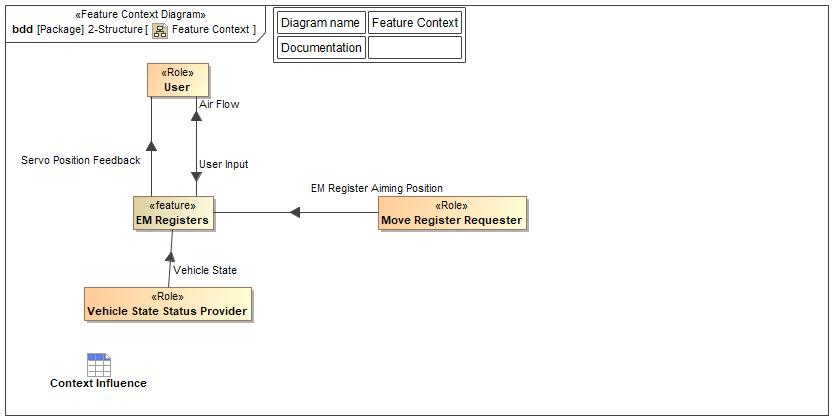 «Feature Context Diagram»
bdd [Package] 2-Structure [ Feature Context ]
Diagram name Feature Context
Documentation
«Role»
User
Air Flow
Servo Position Feedback
User Input
EM Register Aiming Position
«feature»
EM Registers
«Role»
Move Register Requester
Vehicle State
«Role»
Vehicle State Status Provider
Context Influence